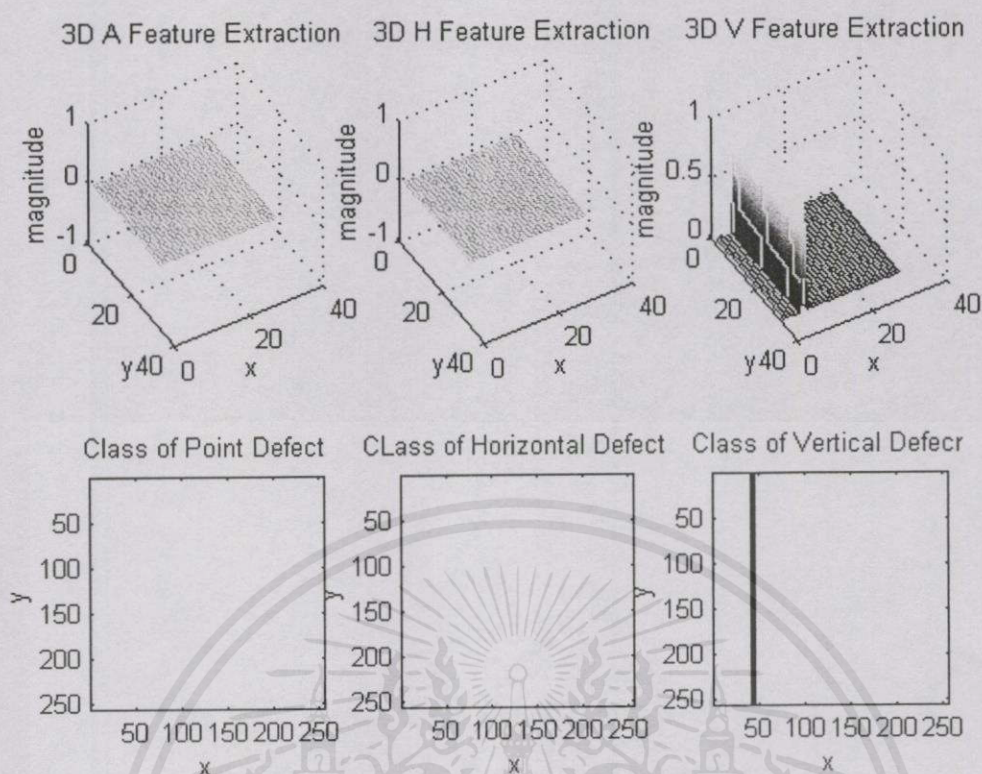 3D A Feature Extraction
3D H Feature Extraction
3D V Feature Extraction
magnitude
1
0
-1
0
20
y40
0
x
20
40
magnitude
1
0
-1
0
20
y40
0
x
20
40
magnitude
1
0.5
0
0
20
y40
0
x
20
40
Class of Point Defect
CLass of Horizontal Defect
Class of Vertical Defecr
y
50
100
150
200
250
50 100 150 200 250
x
y
50
100
150
200
250
50 100 150 200 250
x
y
50
100
150
200
250
50 100 150 200 250
x